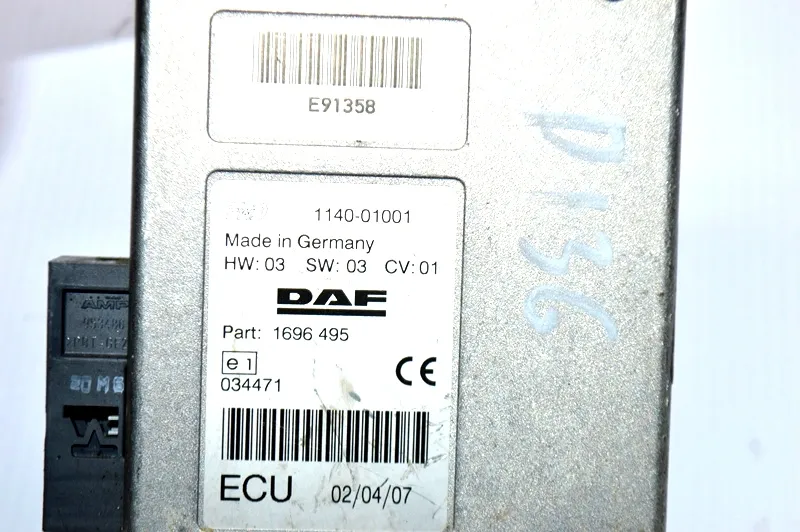 E91358
1140-01001
Made in Germany
HW: 03 SW: 03 CV: 01
DAF
Part: 1696 495
e1
034471
CE
ECU 02/04/07
D136
AMP